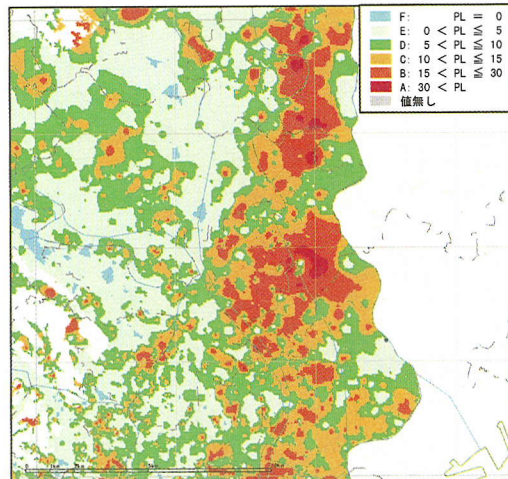 F: PL = 0
E: 0 < PL ≦ 5
D: 5 < PL ≦ 10
C: 10 < PL ≦ 15
B: 15 < PL ≦ 30
A: 30 < PL
値無し